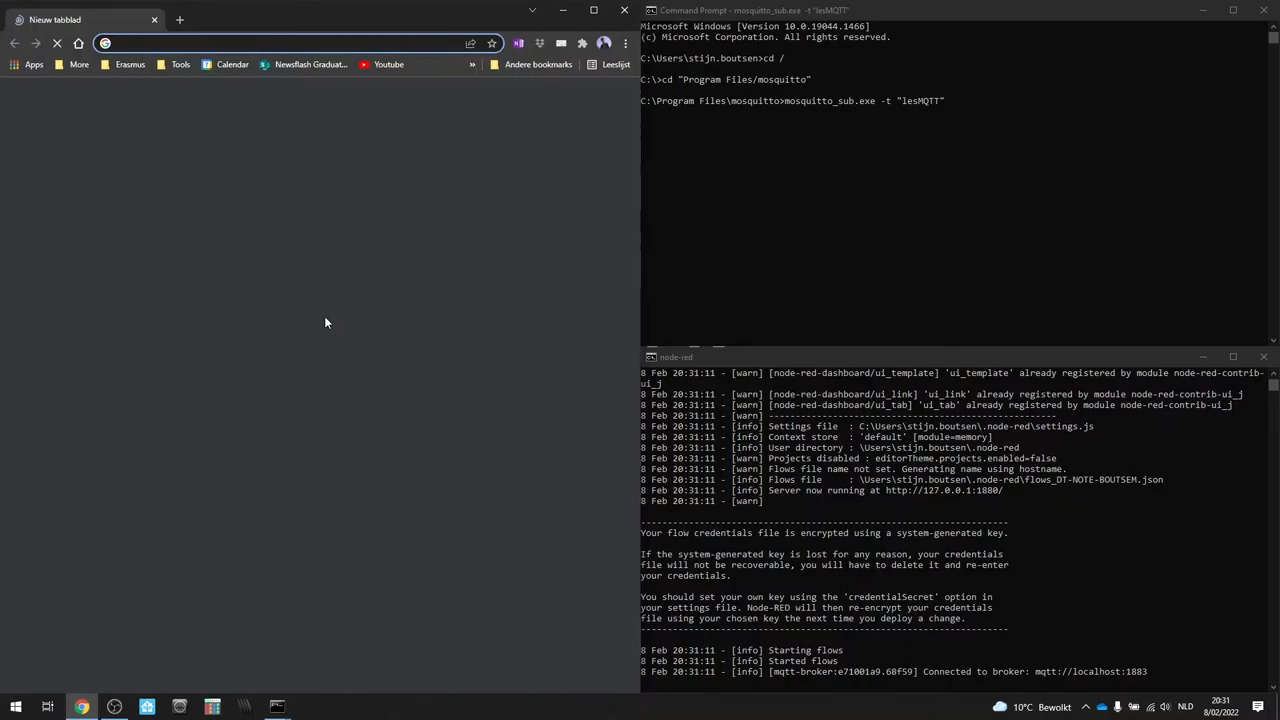 Nieuw tabblad
Apps More Erasmus Tools Calendar Newsflash Graduat... Youtube » Andere bookmarks Leeslijst
Command Prompt - mosquitto_sub.exe -t "lesMQTT"
Microsoft Windows [Version 10.0.19044.1466]
(c) Microsoft Corporation. All rights reserved.
C:\Users\stijn.boutsen>cd /
C:\>cd "Program Files/mosquitto"
C:\Program Files\mosquitto>mosquitto_sub.exe -t "lesMQTT"
node-red
8 Feb 20:31:11 - [warn] [node-red-dashboard/ui_template] 'ui_template' already registered by module node-red-contrib-
ui_j
8 Feb 20:31:11 - [warn] [node-red-dashboard/ui_link] 'ui_link' already registered by module node-red-contrib-ui_j
8 Feb 20:31:11 - [warn] [node-red-dashboard/ui_tab] 'ui_tab' already registered by module node-red-contrib-ui_j
8 Feb 20:31:11 - [warn] ------------------------------------------------------
8 Feb 20:31:11 - [info] Settings file : C:\Users\stijn.boutsen\.node-red\settings.js
8 Feb 20:31:11 - [info] Context store : 'default' [module=memory]
8 Feb 20:31:11 - [info] User directory : \Users\stijn.boutsen\.node-red
8 Feb 20:31:11 - [warn] Projects disabled : editorTheme.projects.enabled=false
8 Feb 20:31:11 - [warn] Flows file name not set. Generating name using hostname.
8 Feb 20:31:11 - [info] Flows file : \Users\stijn.boutsen\.node-red\flows_DT-NOTE-BOUTSEM.json
8 Feb 20:31:11 - [info] Server now running at http://127.0.0.1:1880/
8 Feb 20:31:11 - [warn]
---------------------------------------------------------------------
Your flow credentials file is encrypted using a system-generated key.
If the system-generated key is lost for any reason, your credentials
file will not be recoverable, you will have to delete it and re-enter
your credentials.
You should set your own key using the 'credentialSecret' option in
your settings file. Node-RED will then re-encrypt your credentials
file using your chosen key the next time you deploy a change.
---------------------------------------------------------------------
8 Feb 20:31:11 - [info] Starting flows
8 Feb 20:31:11 - [info] Started flows
8 Feb 20:31:11 - [info] [mqtt-broker:e71001a9.68f59] Connected to broker: mqtt://localhost:1883
10°C Bewolkt NLD 20:31
8/02/2022